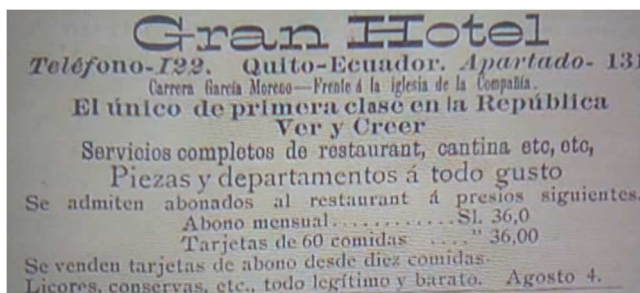 Gran Hotel
Teléfono-122. Quito-Ecuador. Apartado- 131
Carrera García Moreno—Frente á la iglesia de la Compañía.
El único de primera clase en la República
Ver y Creer
Servicios completos de restaurant, cantina etc, etc,
Piezas y departamentos á todo gusto
Se admiten abonados al restaurant á presios siguientes.
Abono mensual............Sl. 36,0
Tarjetas de 60 comidas ...." 36,00
Se venden tarjetas de abono desde diez comidas.
Licores, conservas, etc., todo legítimo y barato. Agosto 4.